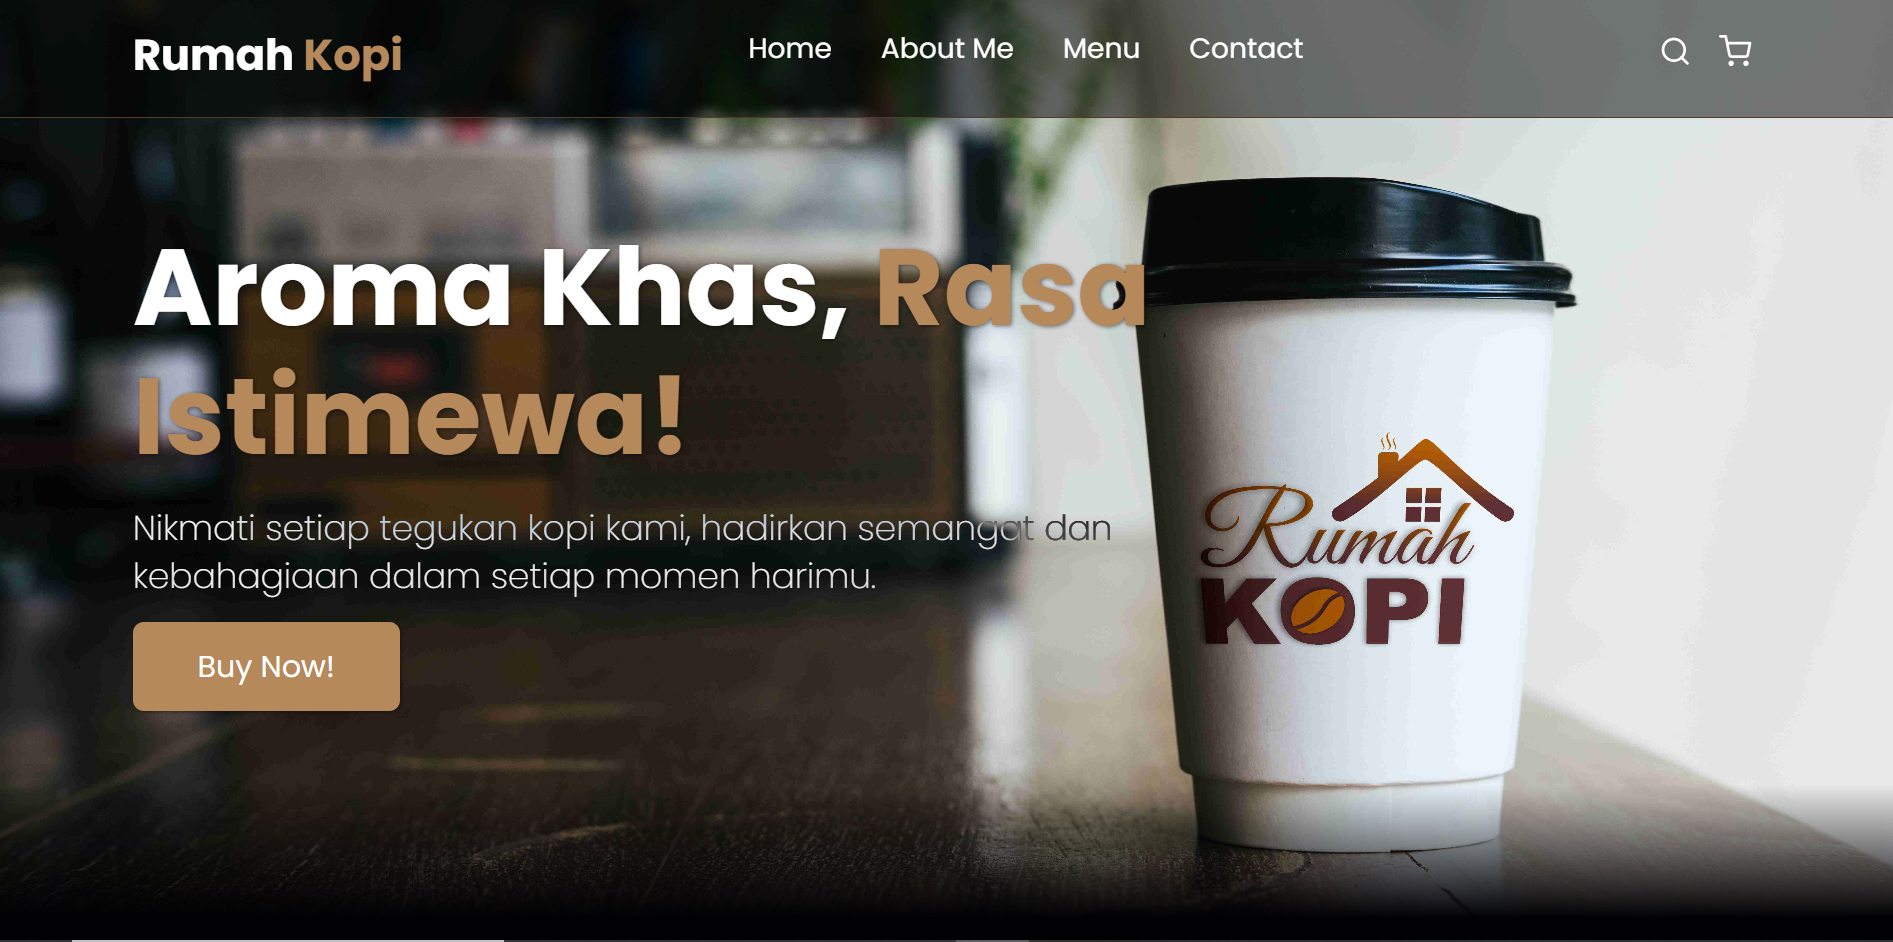 Rumah Kopi
Home About Me Menu Contact
Aroma Khas, Rasa
Istimewa!
Nikmati setiap tegukan kopi kami, hadirkan semangat dan
kebahagiaan dalam setiap momen harimu.
Buy Now!
Rumah
KOPI